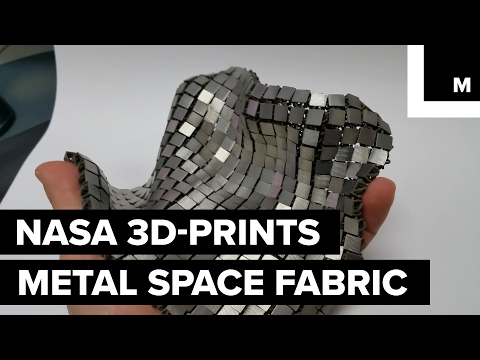 M
NASA 3D-PRINTS
METAL SPACE FABRIC